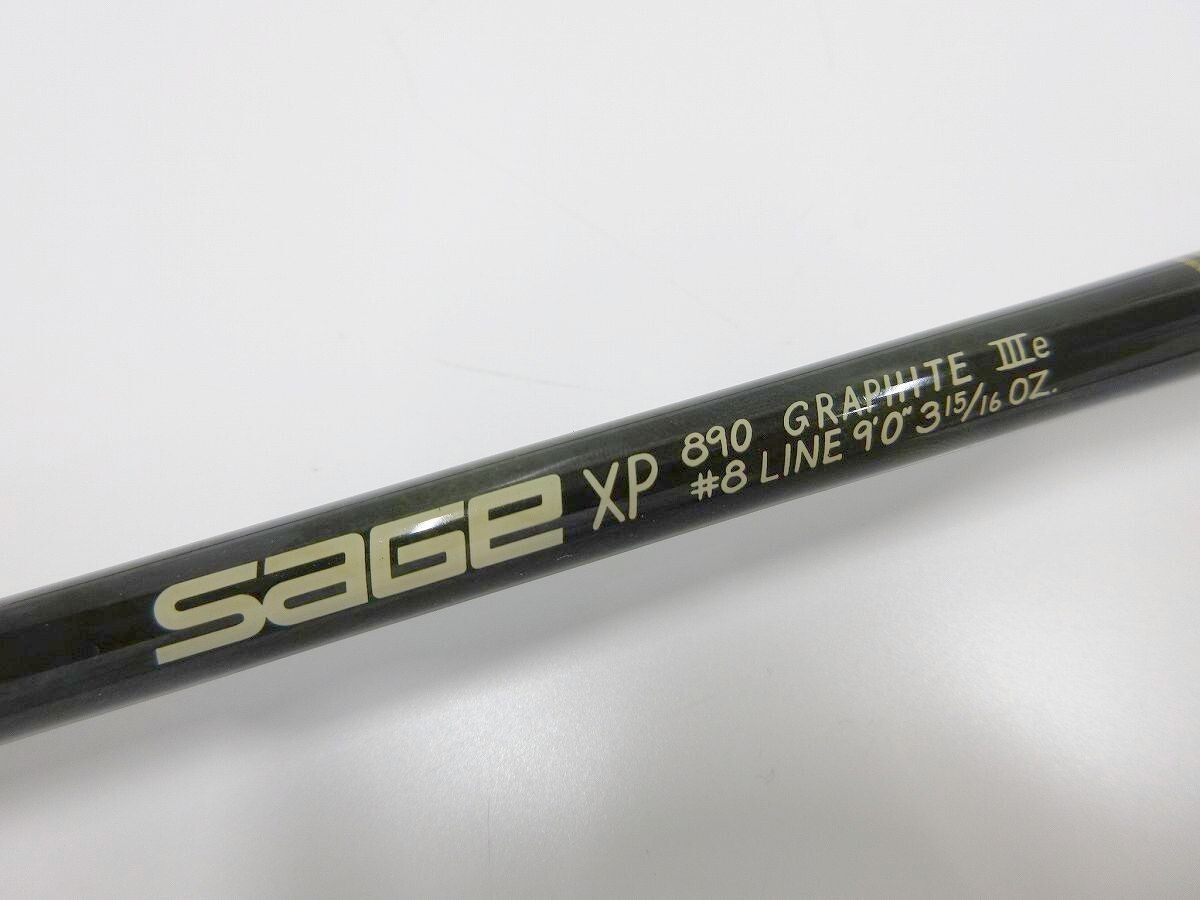 SAGE XP
890 GRAPHITE IIIe
#8 LINE 9'0" 3 15/16 OZ.